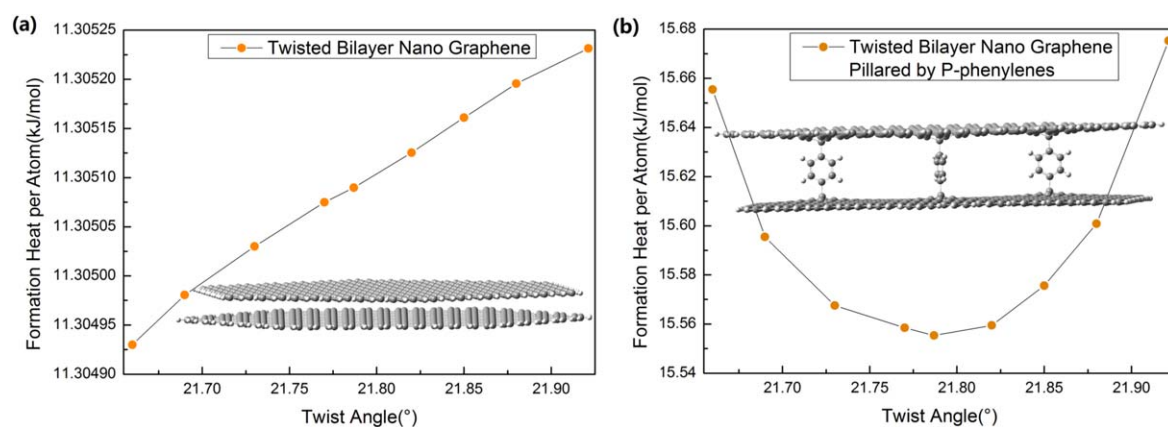 (a)
Twisted Bilayer Nano Graphene
Formation Heat per Atom(kJ/mol)
11.30525
11.30520
11.30515
11.30510
11.30505
11.30500
11.30495
11.30490
21.70
21.75
21.80
21.85
21.90
Twist Angle(°)
(b)
Twisted Bilayer Nano Graphene
Pillared by P-phenylenes
Formation Heat per Atom(kJ/mol)
15.68
15.66
15.64
15.62
15.60
15.58
15.56
15.54
21.70
21.75
21.80
21.85
21.90
Twist Angle(°)